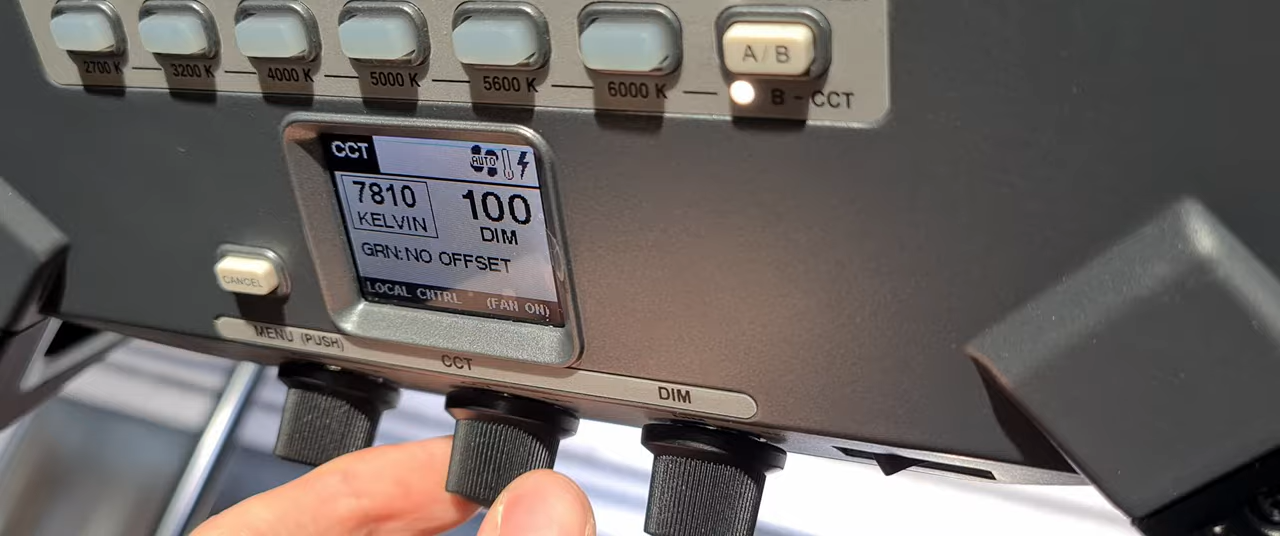 2700 K
3200 K
4000 K
5000 K
5600 K
6000 K
A/B
B - CCT
CCT
AUTO
7810
KELVIN
100
DIM
GRN: NO OFFSET
LOCAL CNTRL (FAN ON)
CANCEL
MENU (PUSH)
CCT
DIM